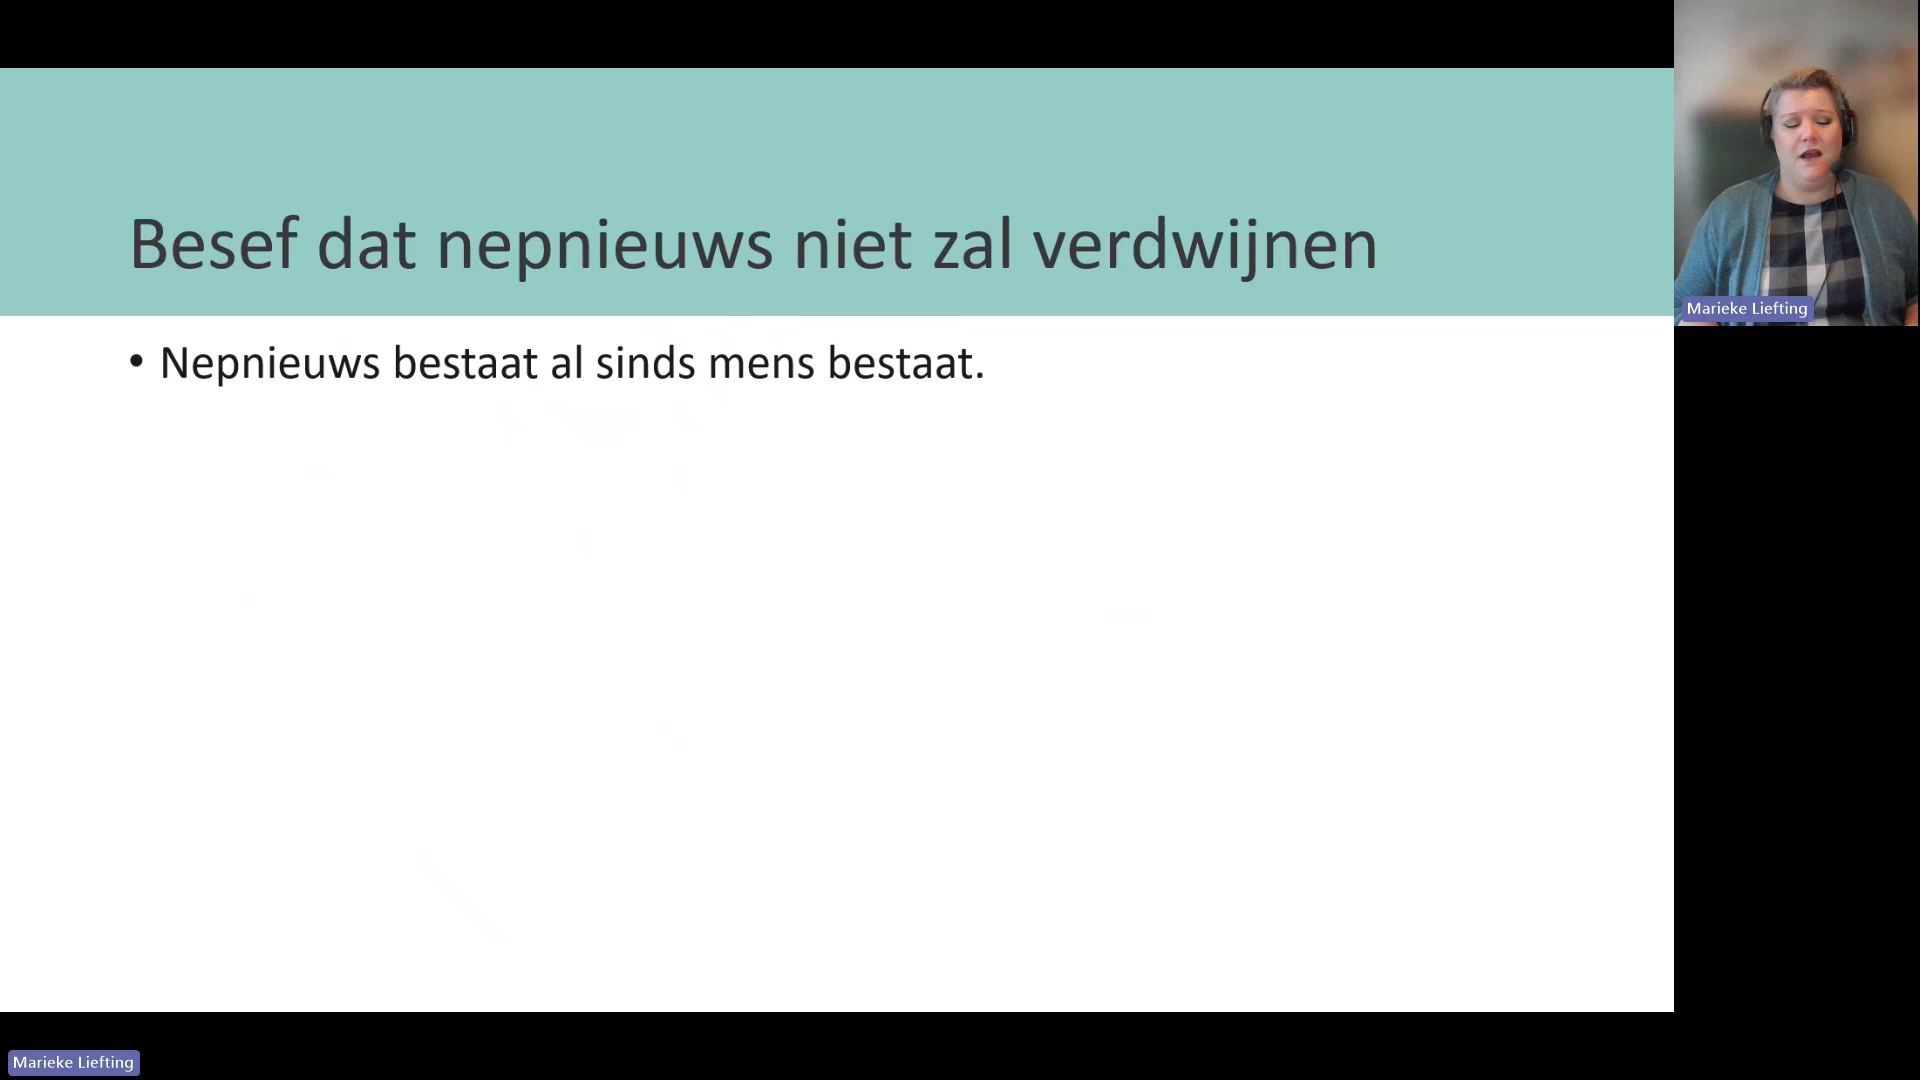 Besef dat nepnieuws niet zal verdwijnen
• Nepnieuws bestaat al sinds mens bestaat.
Marieke Liefting
Marieke Liefting